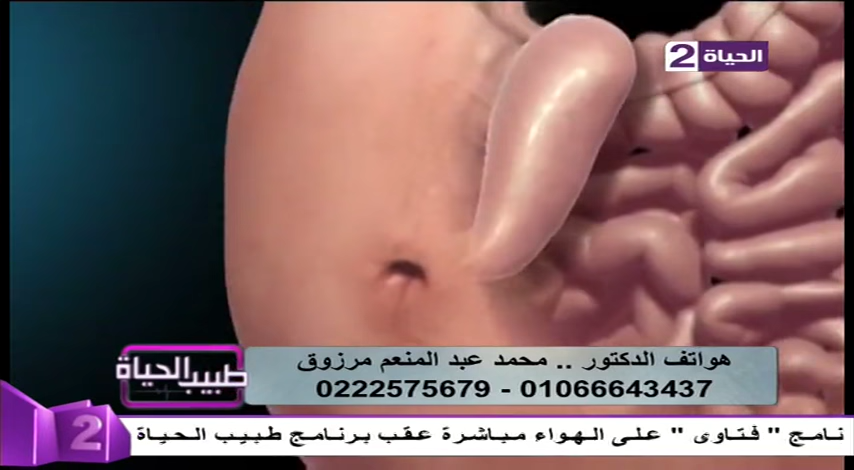 الحياة 2
هواتف الدكتور .. محمد عبد المنعم مرزوق
0222575679 - 01066643437
طبيب الحياة
نامج " فتاوى " على الهواء مباشرة عقب برنامج طبيب الحياة
2